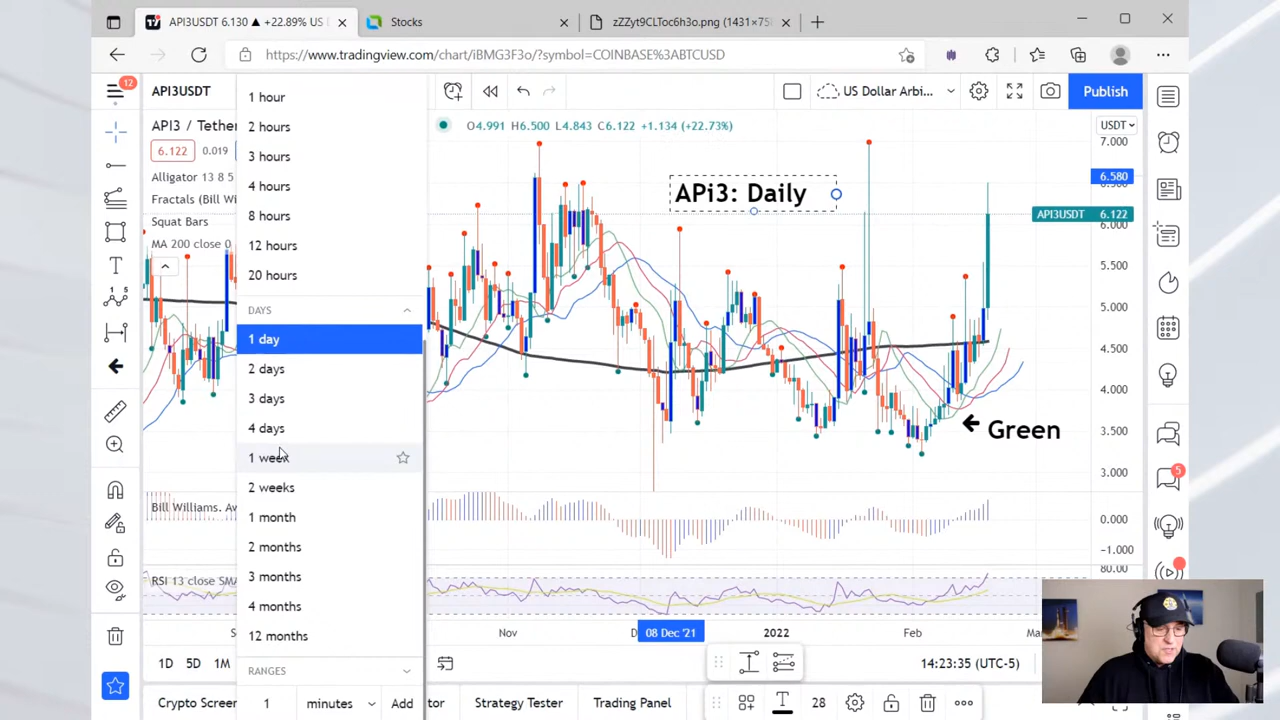 API3USDT 6.130 ▲ +22.89% US
Stocks
zZZyt9CLToc6h3o.png (1431×75
https://www.tradingview.com/chart/iBMG3F3o/?symbol=COINBASE%3ABTCUSD
12
API3USDT
1 hour
US Dollar Arbi...
Publish
API3 / Tether
O4.991 H6.500 L4.843 C6.122 +1.134 (+22.73%)
USDT
7.000
6.122
0.019
2 hours
3 hours
4 hours
8 hours
12 hours
20 hours
Alligator 13 8 5
Fractals (Bill Wi
Squat Bars
MA 200 close 0
APi3: Daily
6.580
API3USDT 6.122
6.000
5.500
5.000
4.500
4.000
3.500
3.000
DAYS
1 day
2 days
3 days
4 days
1 week
2 weeks
1 month
2 months
3 months
4 months
12 months
Green
Bill Williams. Aw
0.000
-1.000
5
RSI 13 close SMA
80.00
Nov
08 Dec '21
2022
Feb
RANGES
1D 5D 1M
14:23:35 (UTC-5)
1 minutes Add
Crypto Screen
tor
Strategy Tester
Trading Panel
28